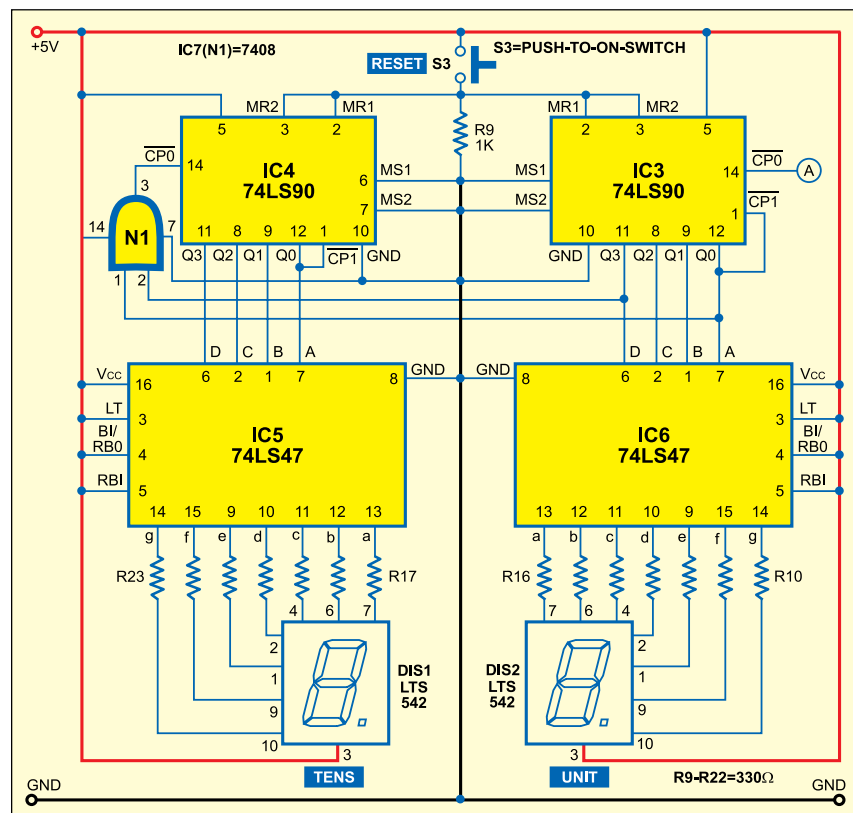 +5V
IC7(N1)=7408
S3=PUSH-TO-ON-SWITCH
RESET S3
MR2 MR1
MR1 MR2
5 3 2
R9
1K
2 3 5
CP0
14
IC4
74LS90
6 MS1
7 MS2
MS1
MS2
IC3
74LS90
14
CP0
A
1
CP1
3
14
N1
7
1 2
11 8 9 12 1 10
Q3 Q2 Q1 Q0 CP1 GND
10 11 8 9 12
GND Q3 Q2 Q1 Q0
D C B A
6 2 1 7
D C B A
6 2 1 7
8 GND
GND 8
Vcc 16
LT 3
BI/
RB0 4
RBI 5
IC5
74LS47
IC6
74LS47
16 Vcc
3 LT
4 BI/
RB0
5 RBI
14 15 9 10 11 12 13
g f e d c b a
13 12 11 10 9 15 14
a b c d e f g
R23
R17
R16
R10
4 6 7
2
1
9
10
3
DIS1
LTS
542
7 6 4
2
1
9
10
3
DIS2
LTS
542
TENS
UNIT
R9-R22=330Ω
GND
GND